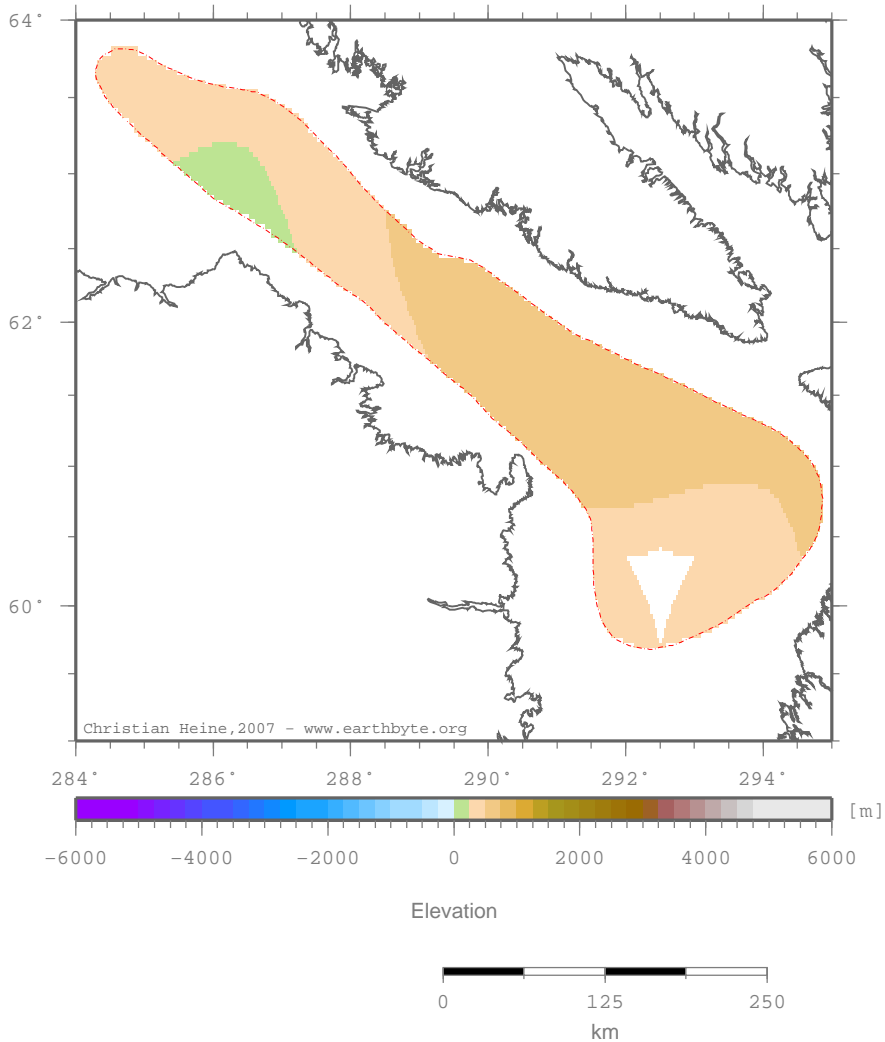 64°
62°
60°
Christian Heine,2007 - www.earthbyte.org
284° 286° 288° 290° 292° 294°
[m]
-6000 -4000 -2000 0 2000 4000 6000
Elevation
0 125 250
km